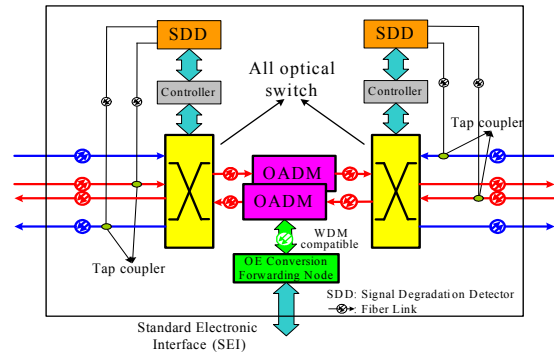 SDD
SDD
All optical
switch
Controller
Controller
Tap coupler
OADM
OADM
WDM
compatible
Tap coupler
OE Conversion
Forwarding Node
SDD: Signal Degradation Detector
: Fiber Link
Standard Electronic
Interface (SEI)